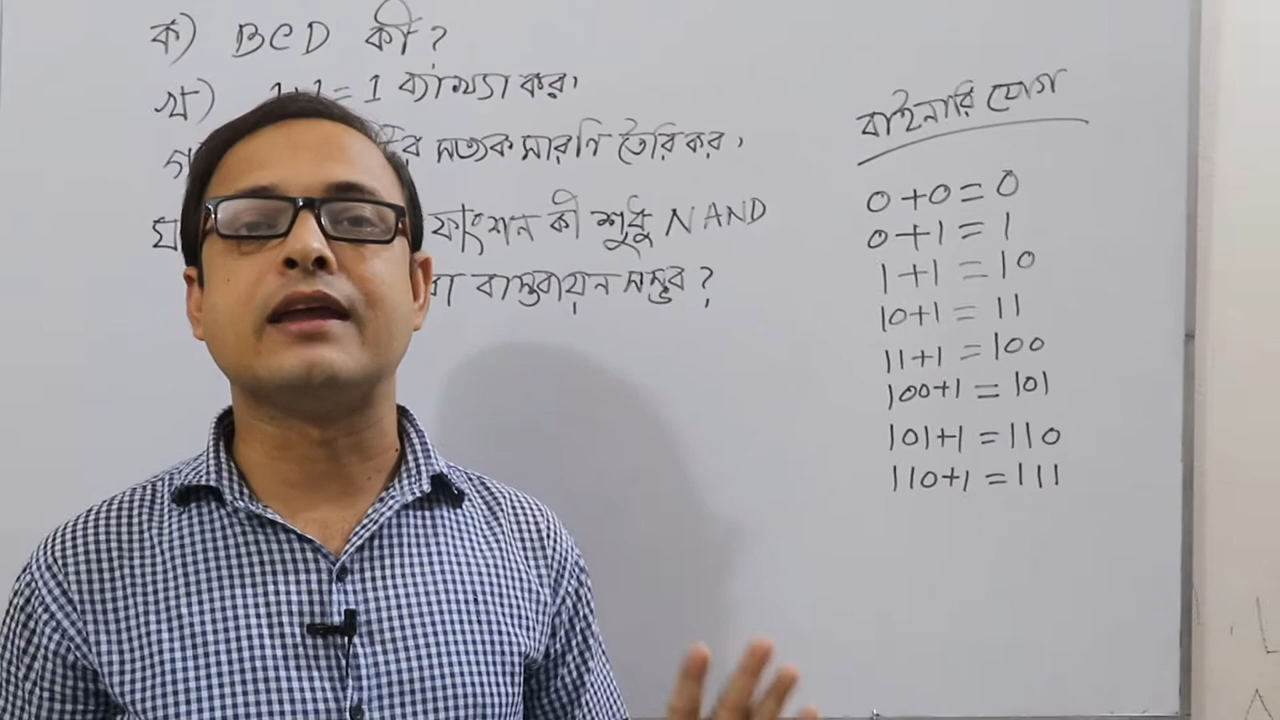 ক) BCD কী?
খ) 1+1=1 ব্যাখ্যা কর।
গ সত্যক সারণি তৈরি কর।
ঘ ফাংশন কী শুধু NAND
বাস্তবায়ন সম্ভব?
বাইনারি যোগ
0+0=0
0+1=1
1+1=10
10+1=11
11+1=100
100+1=101
101+1=110
110+1=111